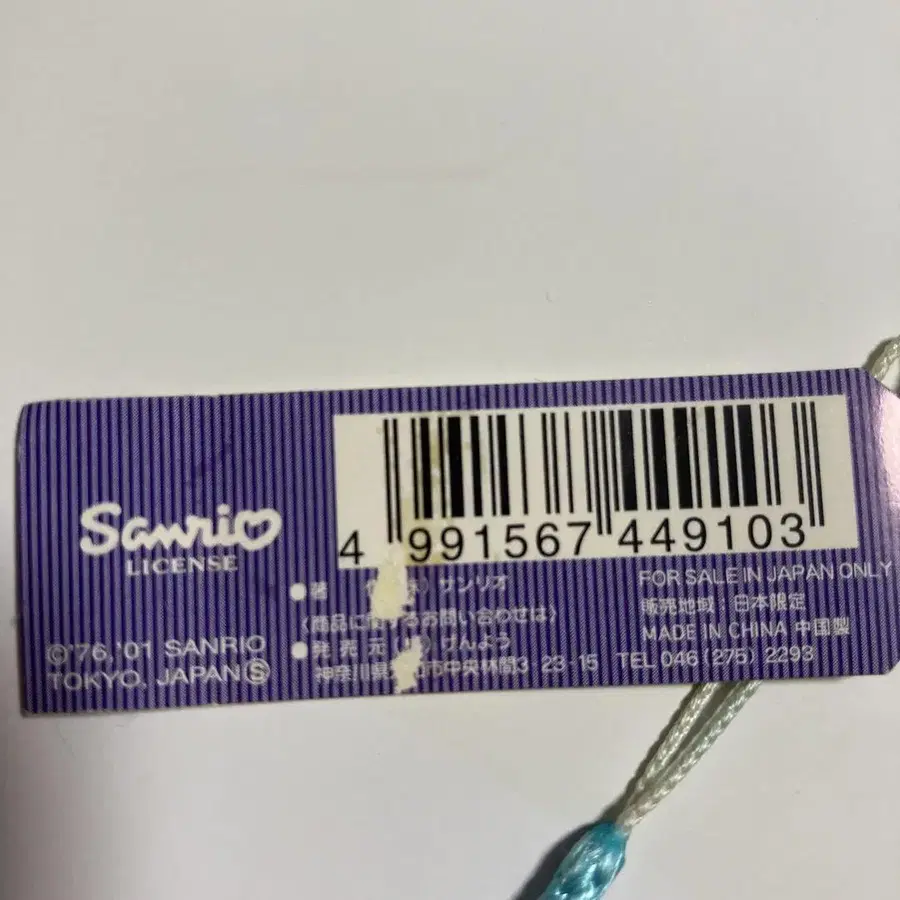 Sanrio
LICENSE
©'76,'01 SANRIO
TOKYO, JAPAN Ⓢ
4 991567 449103
●著 サンリオ
〈商品に るお問い合わせは〉
●発売元 げんよう
神奈川県 市中央林間3-23-15 TEL 046 (275) 2293
FOR SALE IN JAPAN ONLY
販売地域：日本限定
MADE IN CHINA 中国製